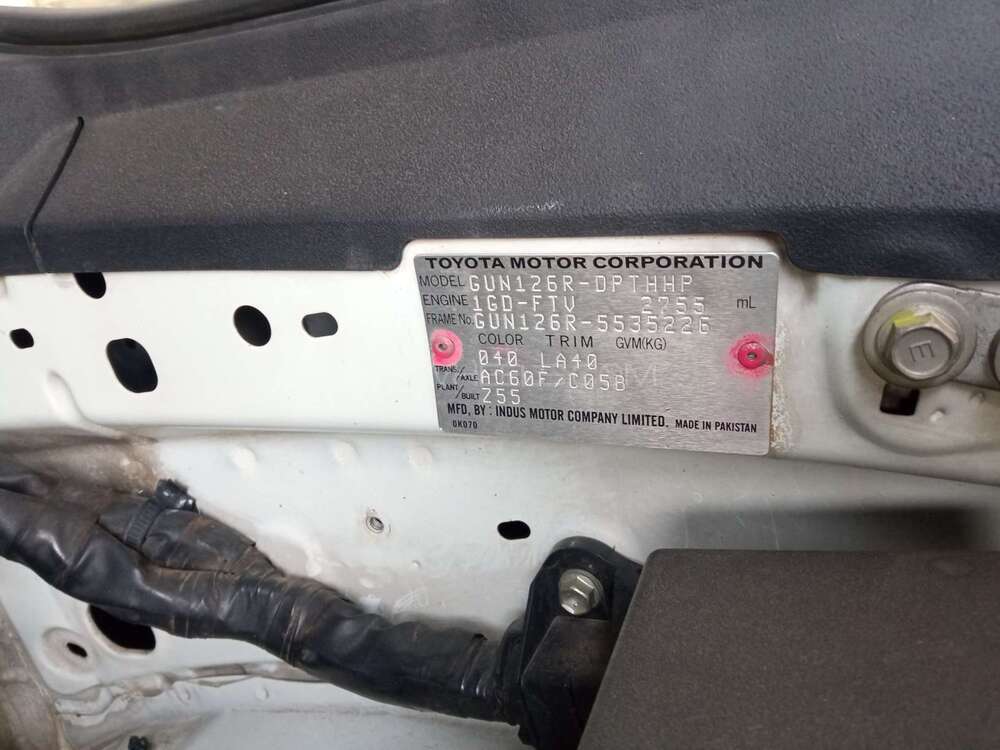 TOYOTA MOTOR CORPORATION
MODEL GUN126R-DPTHHP
ENGINE 1GD-FTV 2755 mL
FRAME No. GUN126R-5535226
COLOR TRIM GVM(KG)
040 LA40
TRANS/AXLE AC60F/C05B
PLANT/BUILT Z55
MFD, BY : INDUS MOTOR COMPANY LIMITED. MADE IN PAKISTAN
0K070
E